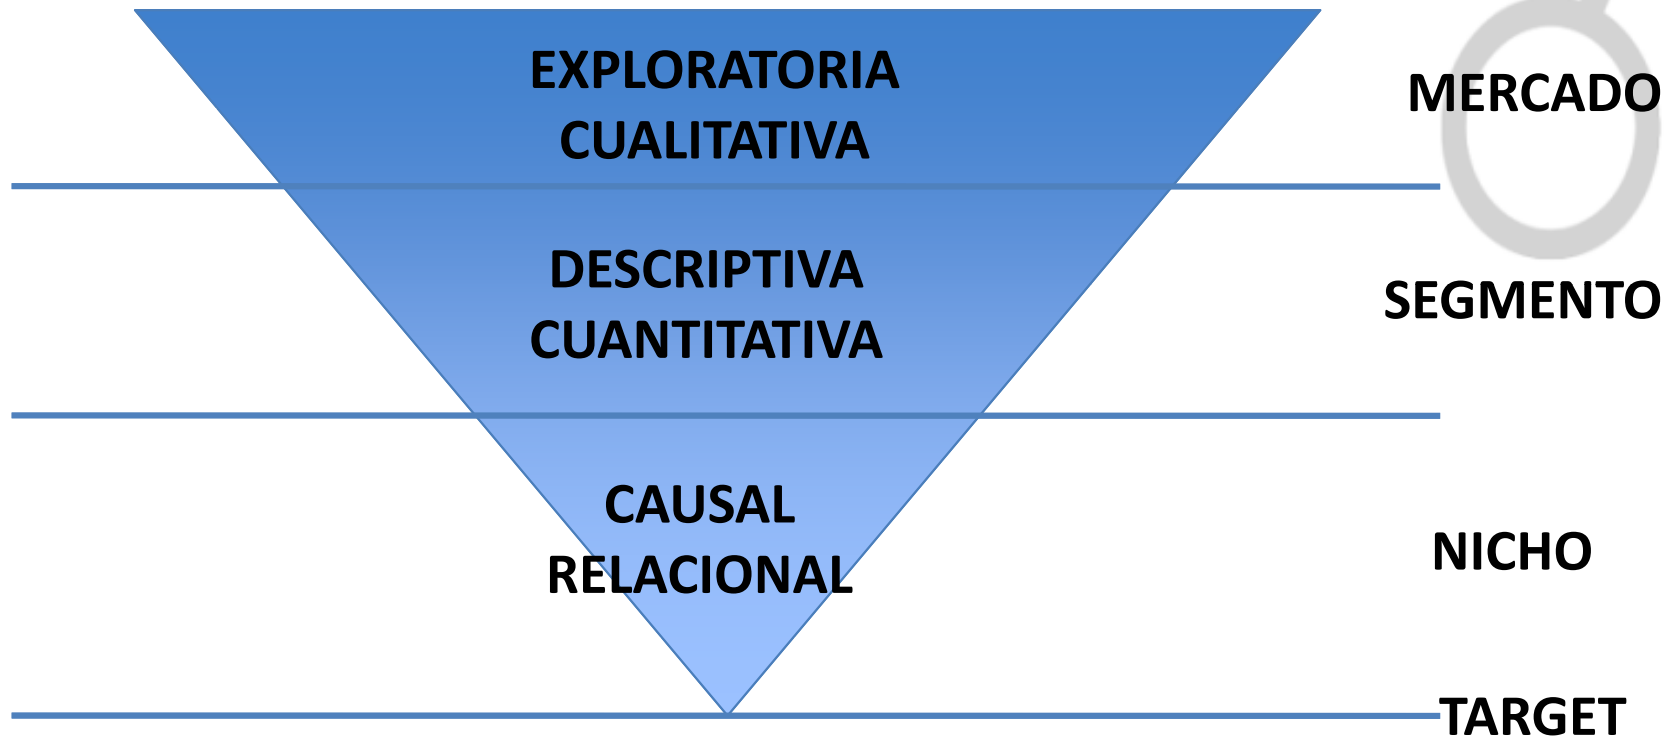 EXPLORATORIA
CUALITATIVA
MERCADO
DESCRIPTIVA
CUANTITATIVA
SEGMENTO
CAUSAL
RELACIONAL
NICHO
TARGET